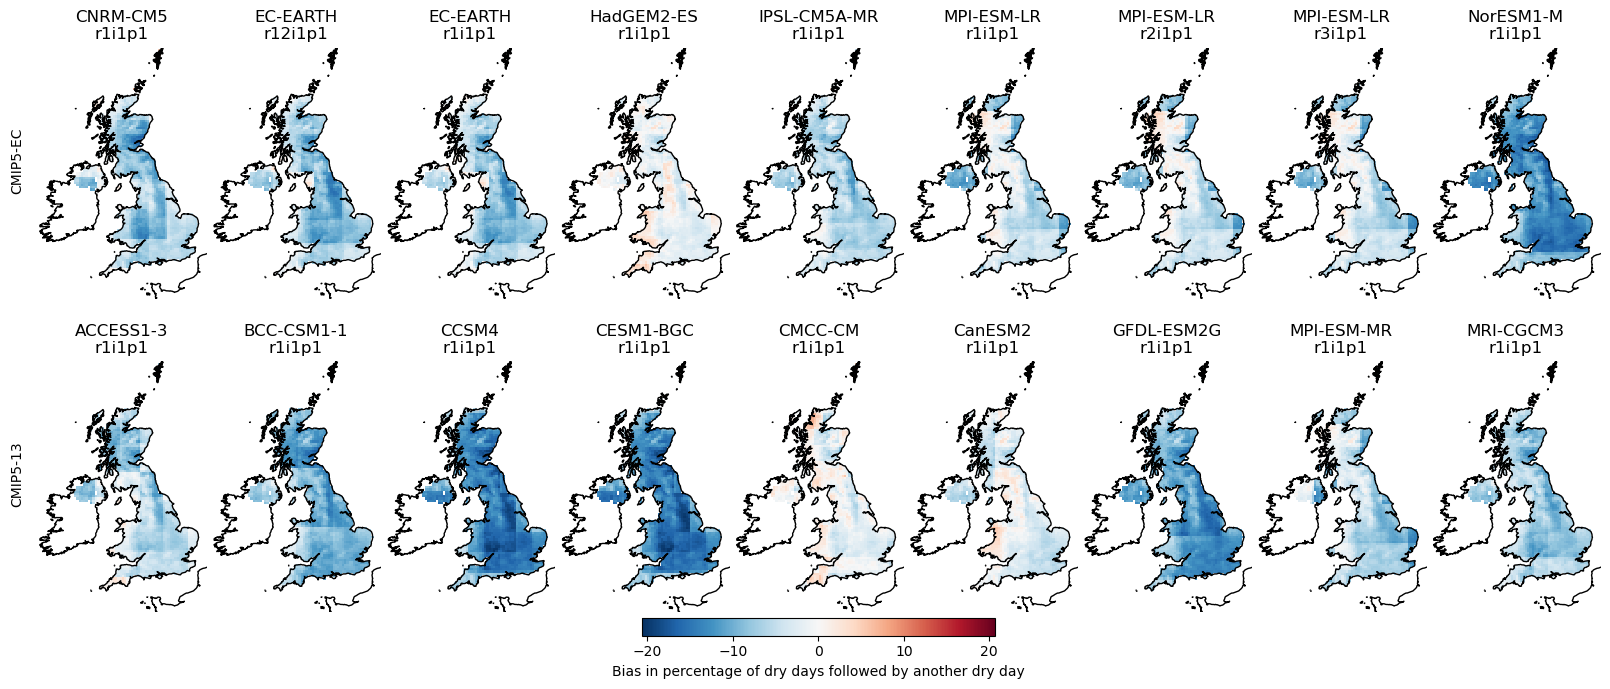 CNRM-CM5
r1i1p1
EC-EARTH
r12i1p1
EC-EARTH
r1i1p1
HadGEM2-ES
r1i1p1
IPSL-CM5A-MR
r1i1p1
MPI-ESM-LR
r1i1p1
MPI-ESM-LR
r2i1p1
MPI-ESM-LR
r3i1p1
NorESM1-M
r1i1p1
CMIP5-EC
ACCESS1-3
r1i1p1
BCC-CSM1-1
r1i1p1
CCSM4
r1i1p1
CESM1-BGC
r1i1p1
CMCC-CM
r1i1p1
CanESM2
r1i1p1
GFDL-ESM2G
r1i1p1
MPI-ESM-MR
r1i1p1
MRI-CGCM3
r1i1p1
CMIP5-13
−20 −10 0 10 20
Bias in percentage of dry days followed by another dry day